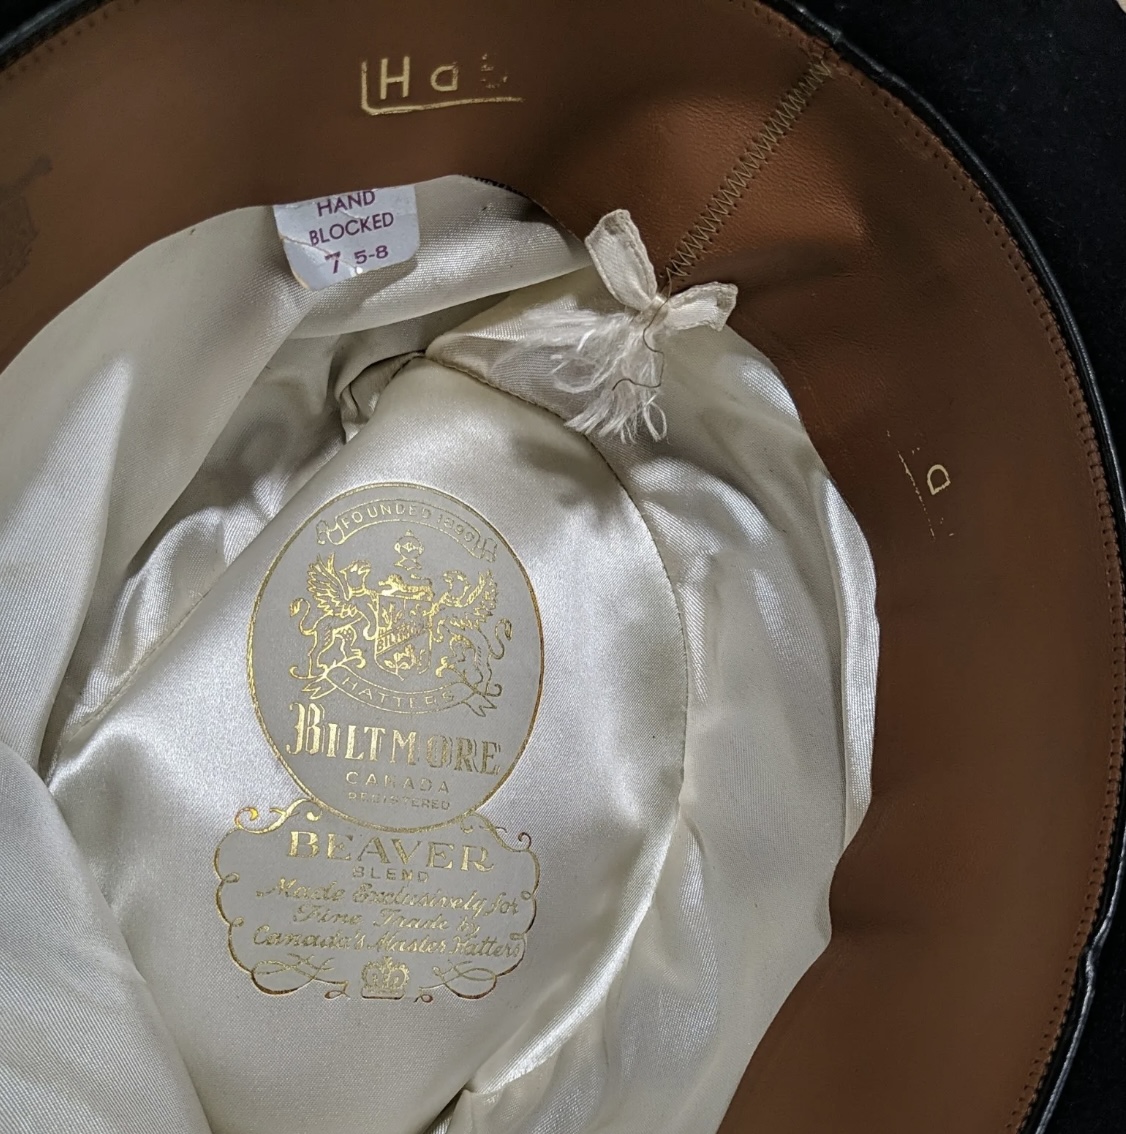 Ha
HAND
BLOCKED
7 5-8
D
FOUNDED
HATTERS
BILTMORE
CANADA
REGISTERED
BEAVER
BLEND
Made Exclusively for
Fine Trade by
Canada's Master Hatters